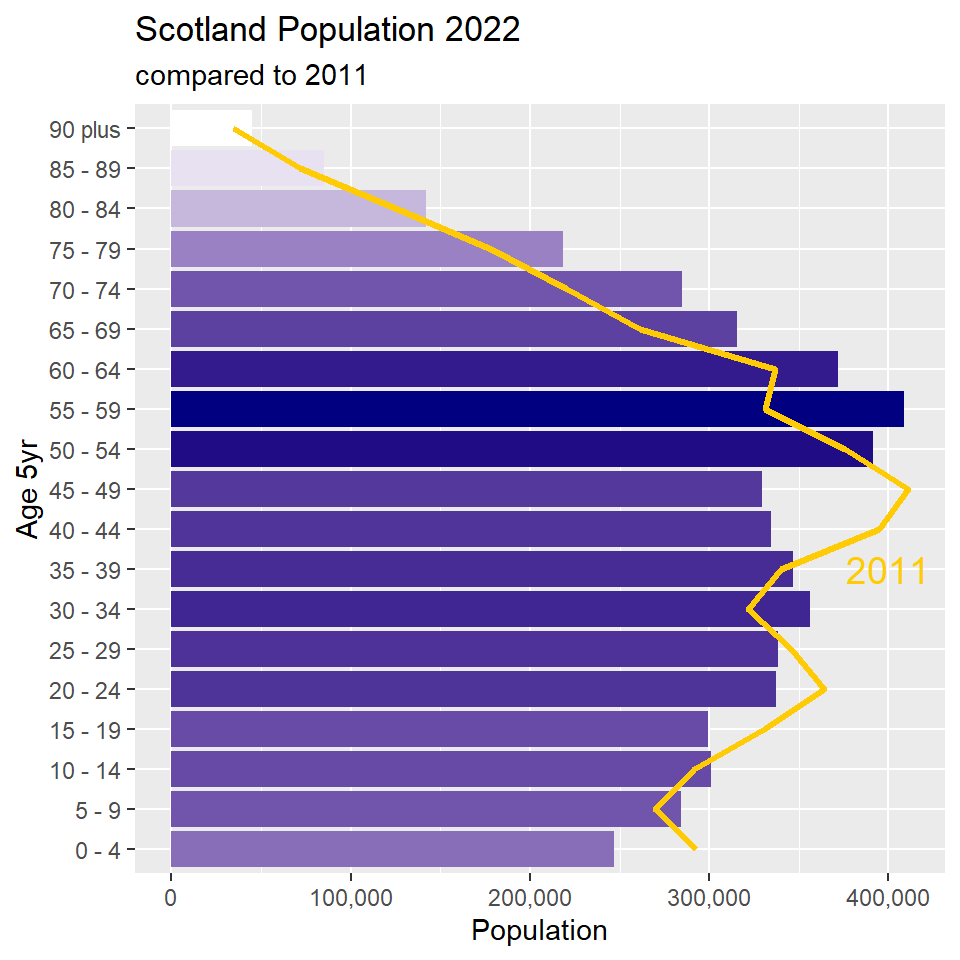 Scotland Population 2022
compared to 2011
90 plus
85 - 89
80 - 84
75 - 79
70 - 74
65 - 69
60 - 64
55 - 59
50 - 54
45 - 49
40 - 44
35 - 39
30 - 34
25 - 29
20 - 24
15 - 19
10 - 14
5 - 9
0 - 4
Age 5yr
2011
0
100,000
200,000
300,000
400,000
Population